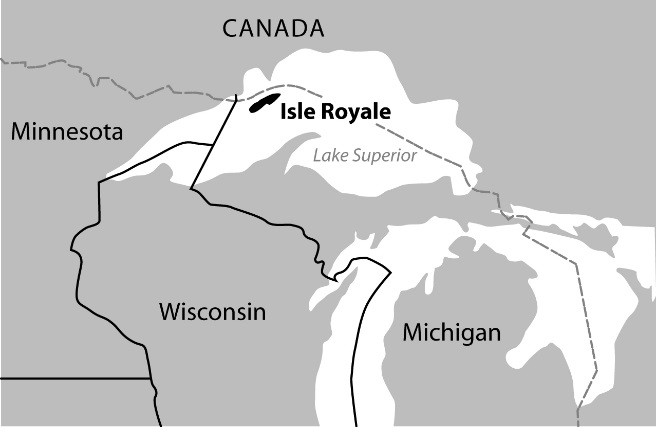 CANADA
Isle Royale
Minnesota
Lake Superior
Wisconsin
Michigan